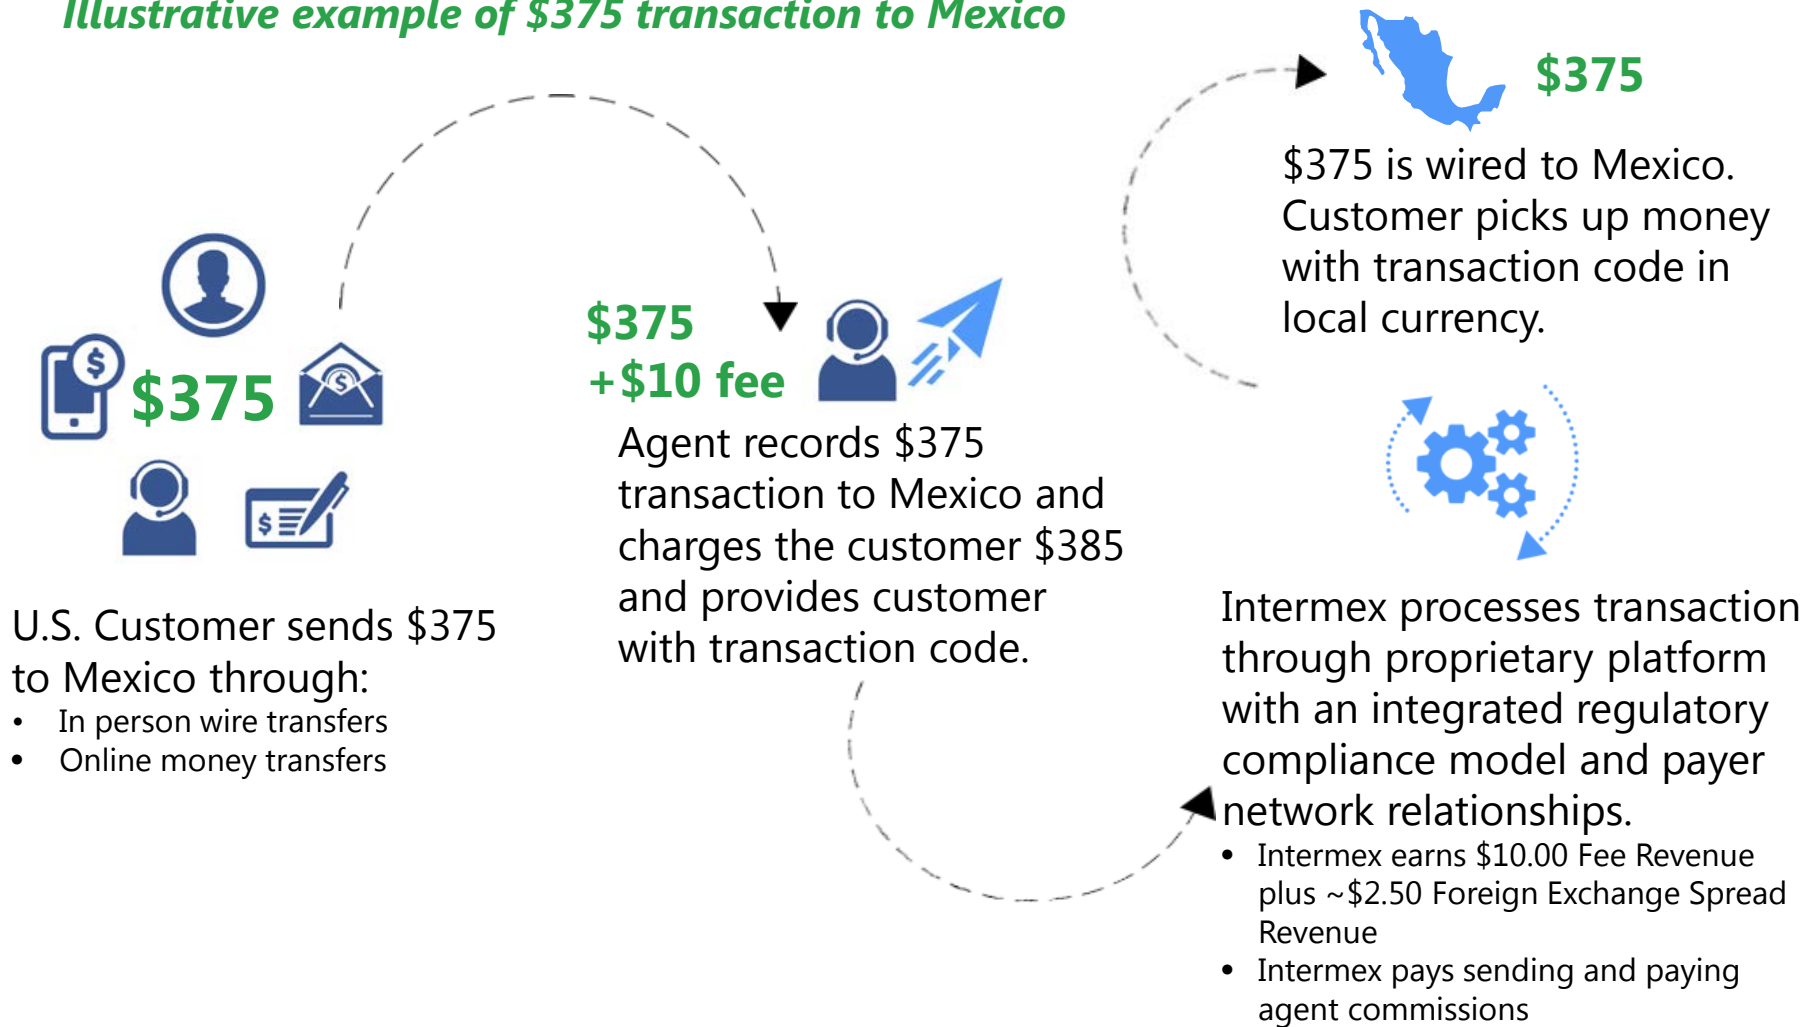 Illustrative example of $375 transaction to Mexico
$375
U.S. Customer sends $375
to Mexico through:
• In person wire transfers
• Online money transfers
$375
+$10 fee
Agent records $375
transaction to Mexico and
charges the customer $385
and provides customer
with transaction code.
Intermex processes transaction
through proprietary platform
with an integrated regulatory
compliance model and payer
network relationships.
• Intermex earns $10.00 Fee Revenue
plus ~$2.50 Foreign Exchange Spread
Revenue
• Intermex pays sending and paying
agent commissions
$375
$375 is wired to Mexico.
Customer picks up money
with transaction code in
local currency.